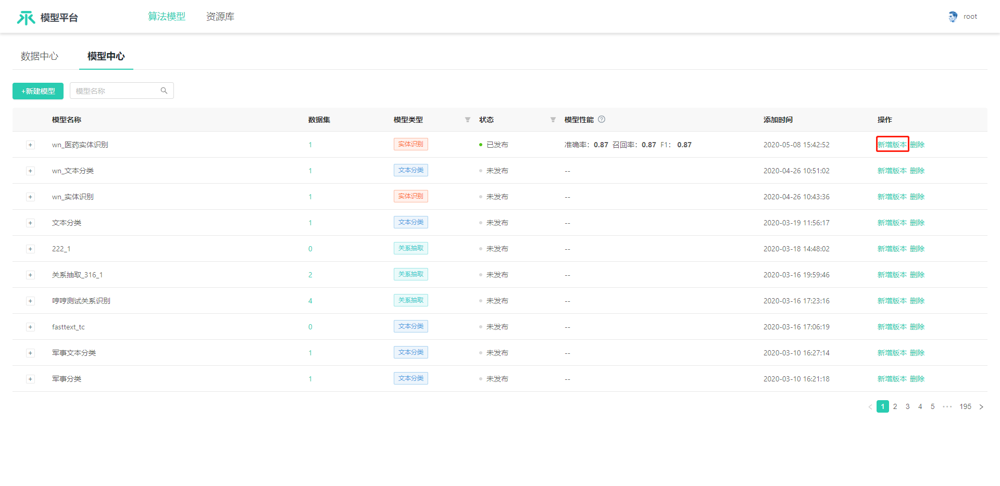 模型平台 算法模型 资源库 root
数据中心 模型中心
+新建模型 模型名称
模型名称 数据集 模型类型 状态 模型性能 添加时间 操作
+ wn_医药实体识别 1 实体识别 已发布 准确率：0.87 召回率：0.87 F1： 0.87 2020-05-08 15:42:52 新增版本 删除
+ wn_文本分类 1 文本分类 未发布 -- 2020-04-26 10:51:02 新增版本 删除
+ wn_实体识别 1 实体识别 未发布 -- 2020-04-26 10:43:36 新增版本 删除
+ 文本分类 1 文本分类 未发布 -- 2020-03-19 11:56:17 新增版本 删除
+ 222_1 0 关系抽取 未发布 -- 2020-03-18 14:48:02 新增版本 删除
+ 关系抽取_316_1 2 关系抽取 未发布 -- 2020-03-16 19:59:46 新增版本 删除
+ 哼哼测试关系识别 4 关系抽取 未发布 -- 2020-03-16 17:23:16 新增版本 删除
+ fasttext_tc 0 文本分类 未发布 -- 2020-03-16 17:06:19 新增版本 删除
+ 军事文本分类 1 文本分类 未发布 -- 2020-03-10 16:27:14 新增版本 删除
+ 军事分类 1 文本分类 未发布 -- 2020-03-10 16:21:18 新增版本 删除
< 1 2 3 4 5 ••• 195 >